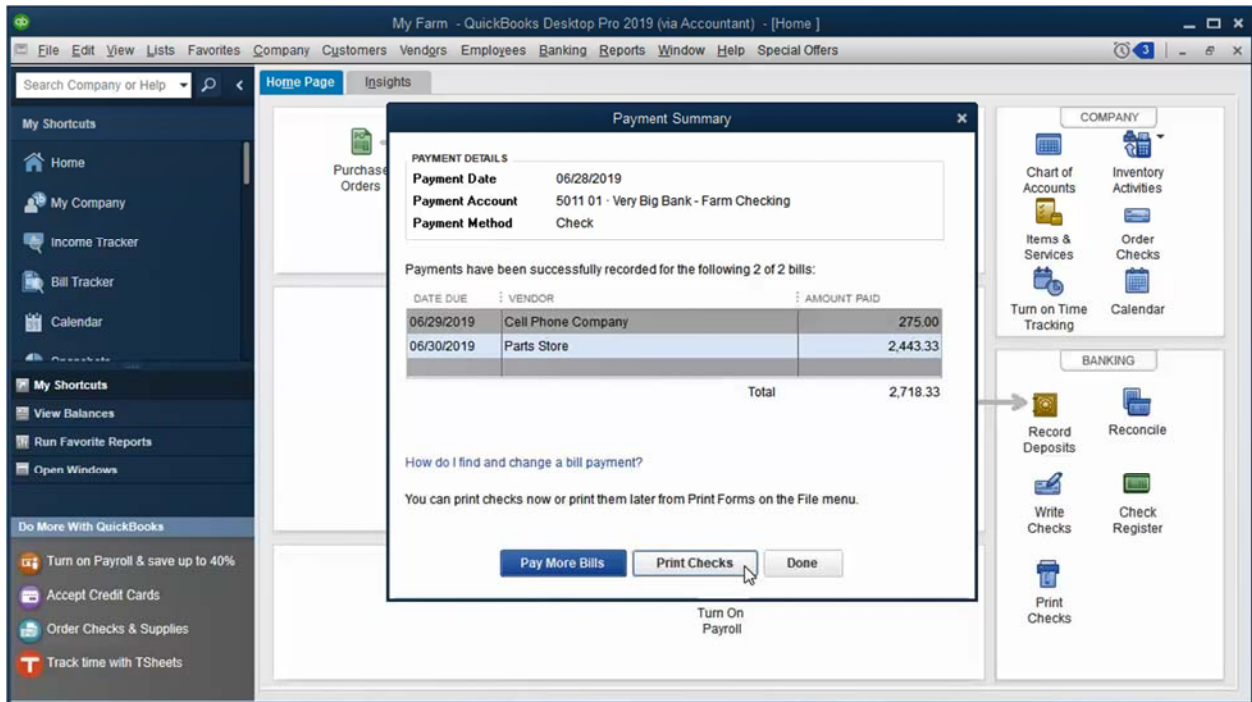 My Farm - QuickBooks Desktop Pro 2019 (via Accountant) - [Home ]
File Edit View Lists Favorites Company Customers Vendors Employees Banking Reports Window Help Special Offers
3
Search Company or Help
My Shortcuts
Home
My Company
Income Tracker
Bill Tracker
Calendar
My Shortcuts
View Balances
Run Favorite Reports
Open Windows
Do More With QuickBooks
Turn on Payroll & save up to 40%
Accept Credit Cards
Order Checks & Supplies
Track time with TSheets
Home Page Insights
Purchase
Orders
Payment Summary
PAYMENT DETAILS
Payment Date 06/28/2019
Payment Account 5011 01 · Very Big Bank - Farm Checking
Payment Method Check
Payments have been successfully recorded for the following 2 of 2 bills:
DATE DUE VENDOR AMOUNT PAID
06/29/2019 Cell Phone Company 275.00
06/30/2019 Parts Store 2,443.33
Total 2,718.33
How do I find and change a bill payment?
You can print checks now or print them later from Print Forms on the File menu.
Pay More Bills Print Checks Done
Turn On
Payroll
COMPANY
Chart of
Accounts
Inventory
Activities
Items &
Services
Order
Checks
Turn on Time
Tracking
Calendar
BANKING
Record
Deposits
Reconcile
Write
Checks
Check
Register
Print
Checks